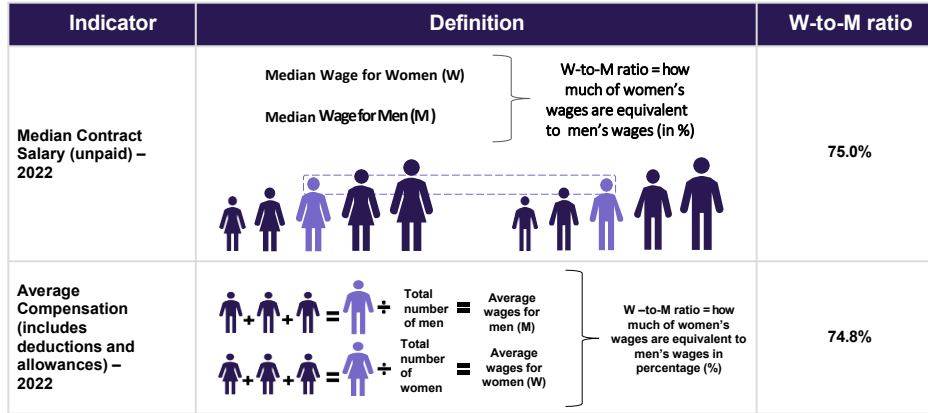 Indicator
Definition
W-to-M ratio
Median Contract
Salary (unpaid) –
2022
Median Wage for Women (W)
Median Wage for Men (M)
W-to-M ratio = how
much of women's
wages are equivalent
to men's wages (in %)
75.0%
Average
Compensation
(includes
deductions and
allowances) –
2022
+ + = ÷
Total
number
of men
=
Average
wages for
men (M)
+ + = ÷
Total
number
of
women
=
Average
wages for
women (W)
W –to-M ratio = how
much of women's
wages are equivalent to
men's wages in
percentage (%)
74.8%